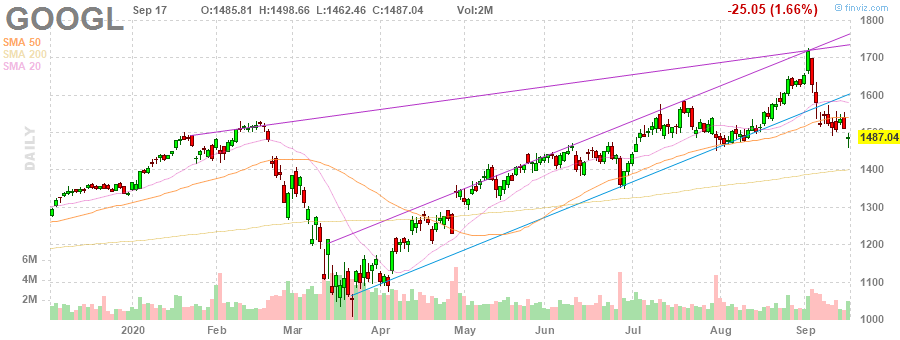 GOOGL Sep 17 O:1485.81 H:1498.66 L:1462.46 C:1487.04 Vol:2M -25.05 (1.66%) © finviz.com
SMA 50
SMA 200
SMA 20
DAILY
1800
1700
1600
1500
1487.04
1400
1300
1200
1100
1000
6M
4M
2M
2020 Feb Mar Apr May Jun Jul Aug Sep